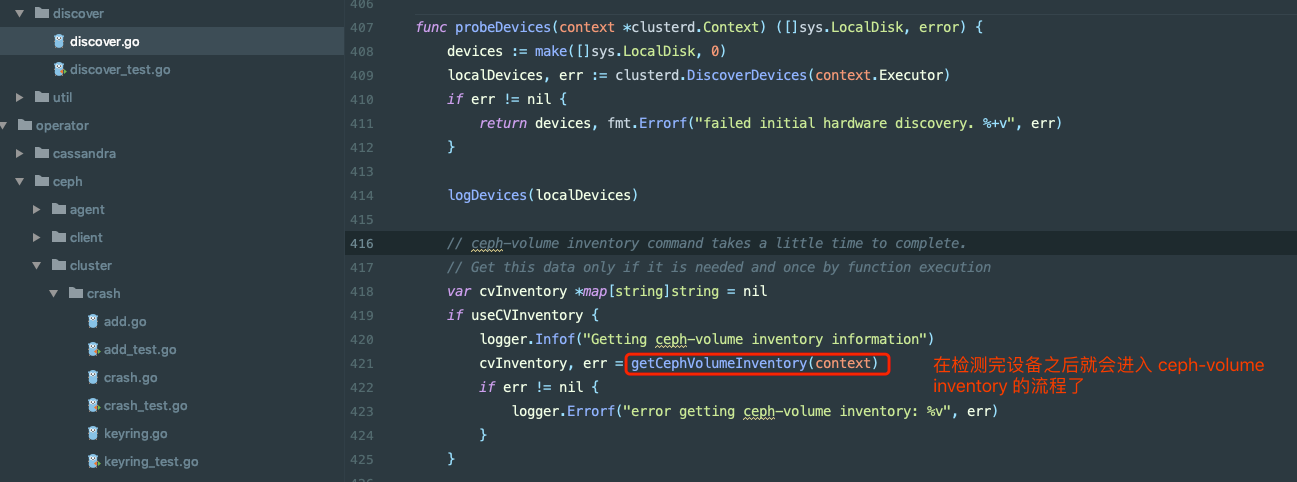 discover
discover.go
discover_test.go
util
operator
cassandra
ceph
agent
client
cluster
crash
add.go
add_test.go
crash.go
crash_test.go
keyring.go
keyring_test.go
406
407 func probeDevices(context *clusterd.Context) ([]sys.LocalDisk, error) {
408 devices := make([]sys.LocalDisk, 0)
409 localDevices, err := clusterd.DiscoverDevices(context.Executor)
410 if err != nil {
411 return devices, fmt.Errorf("failed initial hardware discovery. %+v", err)
412 }
413
414 logDevices(localDevices)
415
416 // ceph-volume inventory command takes a little time to complete.
417 // Get this data only if it is needed and once by function execution
418 var cvInventory *map[string]string = nil
419 if useCVInventory {
420 logger.Infof("Getting ceph-volume inventory information")
421 cvInventory, err = getCephVolumeInventory(context)
422 if err != nil {
423 logger.Errorf("error getting ceph-volume inventory: %v", err)
424 }
425 }
在检测完设备之后就会进入 ceph-volume
inventory 的流程了